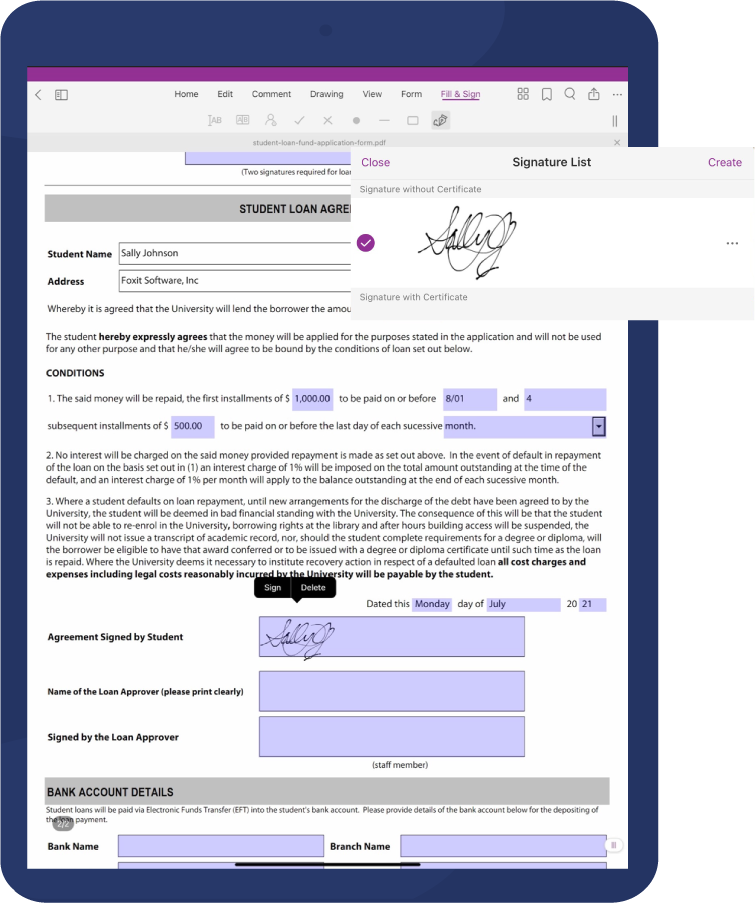 Home Edit Comment Drawing View Form Fill & Sign
AB AB
student-loan-fund-application-form.pdf
Close Signature List Create
Signature without Certificate
SallyJ
Signature with Certificate
(Two signatures required for loan
STUDENT LOAN AGRE
Student Name Sally Johnson
Address Foxit Software, Inc
Whereby it is agreed that the University will lend the borrower the amou
The student hereby expressly agrees that the money will be applied for the purposes stated in the application and will not be used
for any other purpose and that he/she will agree to be bound by the conditions of loan set out below.
CONDITIONS
1. The said money will be repaid, the first installments of $ 1,000.00 to be paid on or before 8/01 and 4
subsequent installments of $ 500.00 to be paid on or before the last day of each sucessive month.
2. No interest will be charged on the said money provided repayment is made as set out above. In the event of default in repayment
of the loan on the basis set out in (1) an interest charge of 1% will be imposed on the total amount outstanding at the time of the
default, and an interest charge of 1% per month will apply to the balance outstanding at the end of each sucessive month.
3. Where a student defaults on loan repayment, until new arrangements for the discharge of the debt have been agreed to by the
University, the student will be deemed in bad financial standing with the University. The consequence of this will be that the student
will not be able to re-enrol in the University, borrowing rights at the library and after hours building access will be suspended, the
University will not issue a transcript of academic record, nor, should the student complete requirements for a degree or diploma, will
the borrower be eligible to have that award conferred or to be issued with a degree or diploma certificate until such time as the loan
is repaid. Where the University deems it necessary to institute recovery action in respect of a defaulted loan all cost charges and
expenses including legal costs reasonably incurred by the University will be payable by the student.
Sign Delete
Dated this Monday day of July 20 21
Agreement Signed by Student SallyJ
Name of the Loan Approver (please print clearly)
Signed by the Loan Approver
(staff member)
BANK ACCOUNT DETAILS
Student loans will be paid via Electronic Funds Transfer (EFT) into the student's bank account. Please provide details of the bank account below for the depositing of
the loan payment.
2/2
Bank Name Branch Name